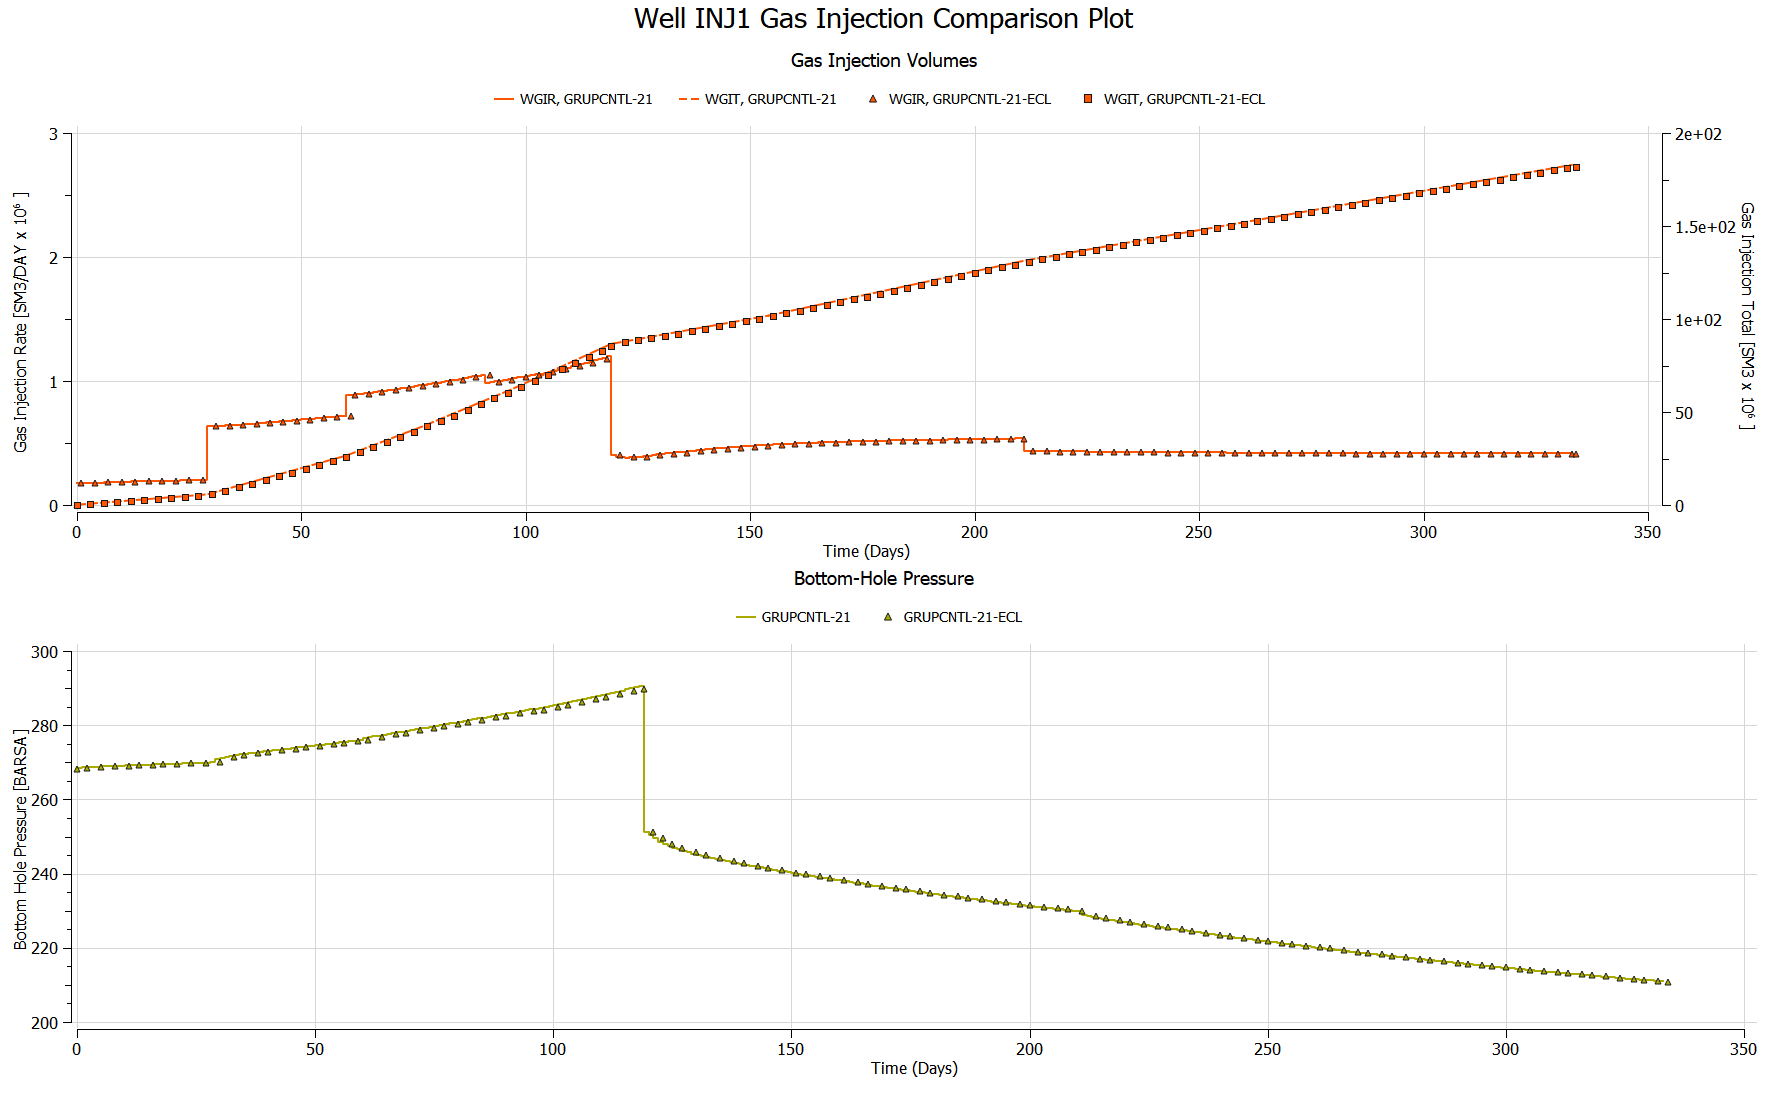 Well INJ1 Gas Injection Comparison Plot
Gas Injection Volumes
WGIR, GRUPCNTL-21 WGIT, GRUPCNTL-21 WGIR, GRUPCNTL-21-ECL WGIT, GRUPCNTL-21-ECL
Gas Injection Rate [SM3/DAY x 10⁶ ]
3
2
1
0
2e+02
1.5e+02
1e+02
50
0
Gas Injection Total [SM3 x 10⁶ ]
0 50 100 150 200 250 300 350
Time (Days)
Bottom-Hole Pressure
GRUPCNTL-21 GRUPCNTL-21-ECL
Bottom Hole Pressure [BARSA]
300
280
260
240
220
200
0 50 100 150 200 250 300 350
Time (Days)